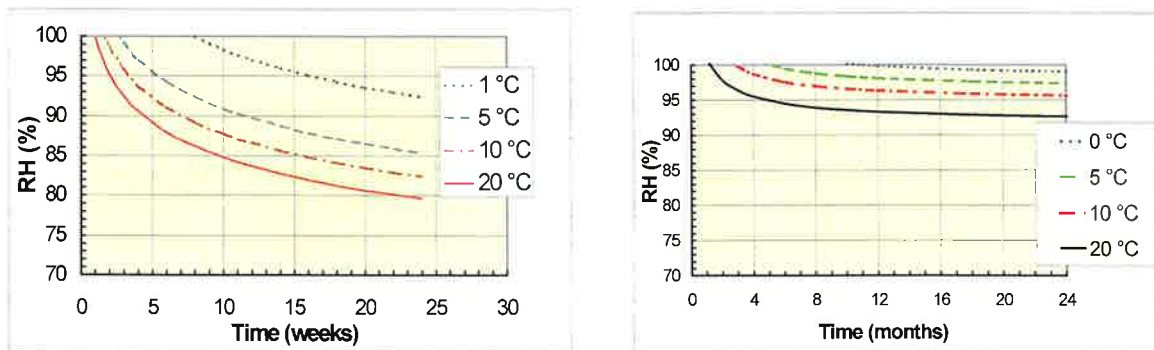 100
95
90
85
80
75
70
RH (%)
0 5 10 15 20 25 30
Time (weeks)
1 °C
5 °C
10 °C
20 °C
100
95
90
85
80
75
70
RH (%)
0 4 8 12 16 20 24
Time (months)
0 °C
5 °C
10 °C
20 °C